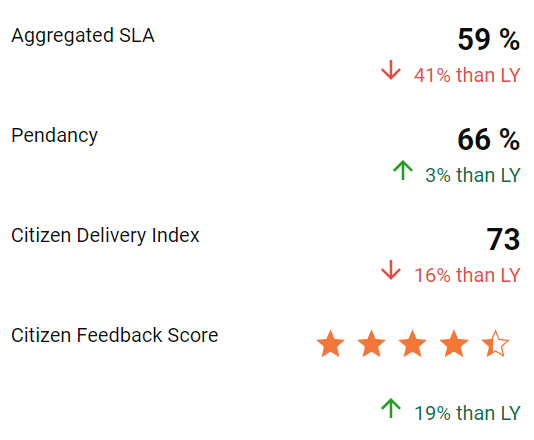 Aggregated SLA
59 %
41% than LY
Pendancy
66 %
3% than LY
Citizen Delivery Index
73
16% than LY
Citizen Feedback Score
19% than LY